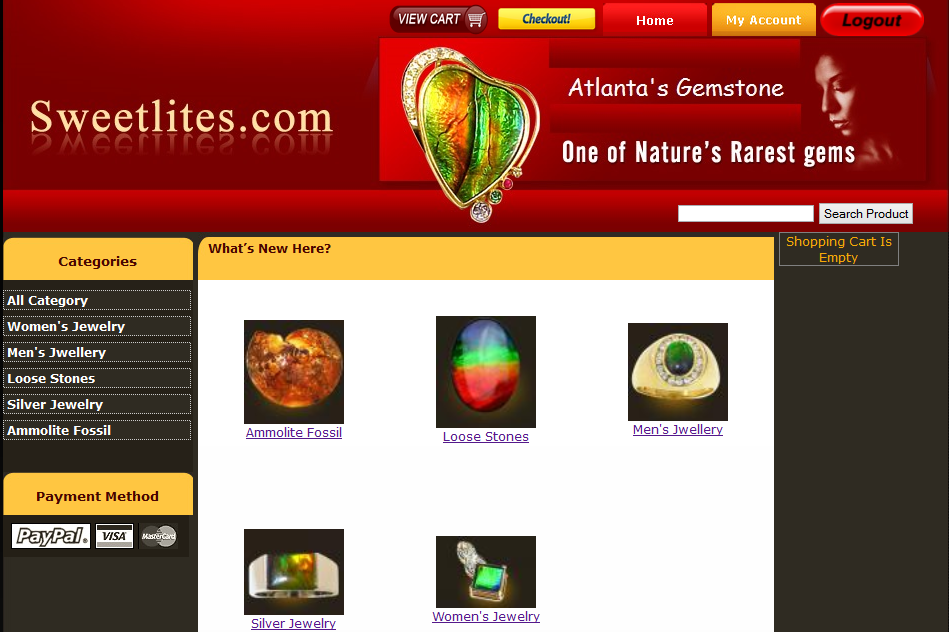 VIEW CART
Checkout!
Home
My Account
Logout
Sweetlites.com
Atlanta's Gemstone
One of Nature's Rarest gems
Search Product
Categories
All Category
Women's Jewelry
Men's Jwellery
Loose Stones
Silver Jewelry
Ammolite Fossil
Payment Method
PayPal®
VISA
MasterCard
What's New Here?
Ammolite Fossil
Loose Stones
Men's Jwellery
Silver Jewelry
Women's Jewelry
Shopping Cart Is
Empty